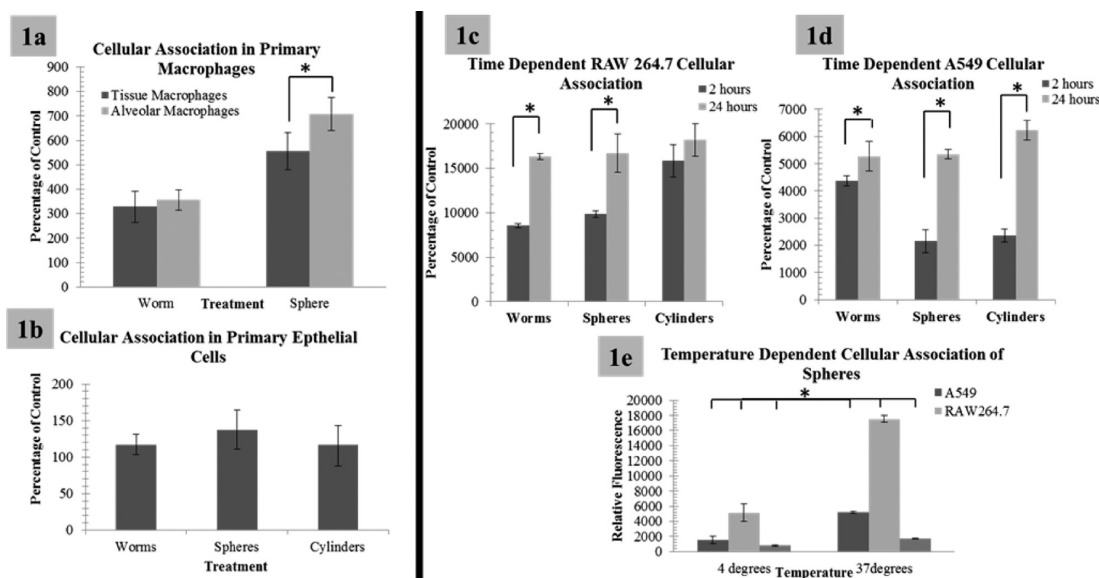 1a
Cellular Association in Primary
Macrophages
900
800
700
600
500
400
300
200
100
0
Percentage of Control
Tissue Macrophages
Alveolar Macrophages
*
Worm
Treatment
Sphere
1b
Cellular Association in Primary Epthelial
Cells
200
150
100
50
0
Percentage of Control
Worms
Spheres
Cylinders
Treatment
1c
Time Dependent RAW 264.7 Cellular
Association
2 hours
24 hours
20000
15000
10000
5000
0
Percentage of Control
*
*
Worms
Spheres
Cylinders
1d
Time Dependent A549 Cellular
Association
2 hours
24 hours
7000
6000
5000
4000
3000
2000
1000
0
Percentage of Control
*
*
*
Worms
Spheres
Cylinders
1e
Temperature Dependent Cellular Association of
Spheres
A549
RAW264.7
20000
18000
16000
14000
12000
10000
8000
6000
4000
2000
0
Relative Fluorescence
*
4 degrees
Temperature
37degrees